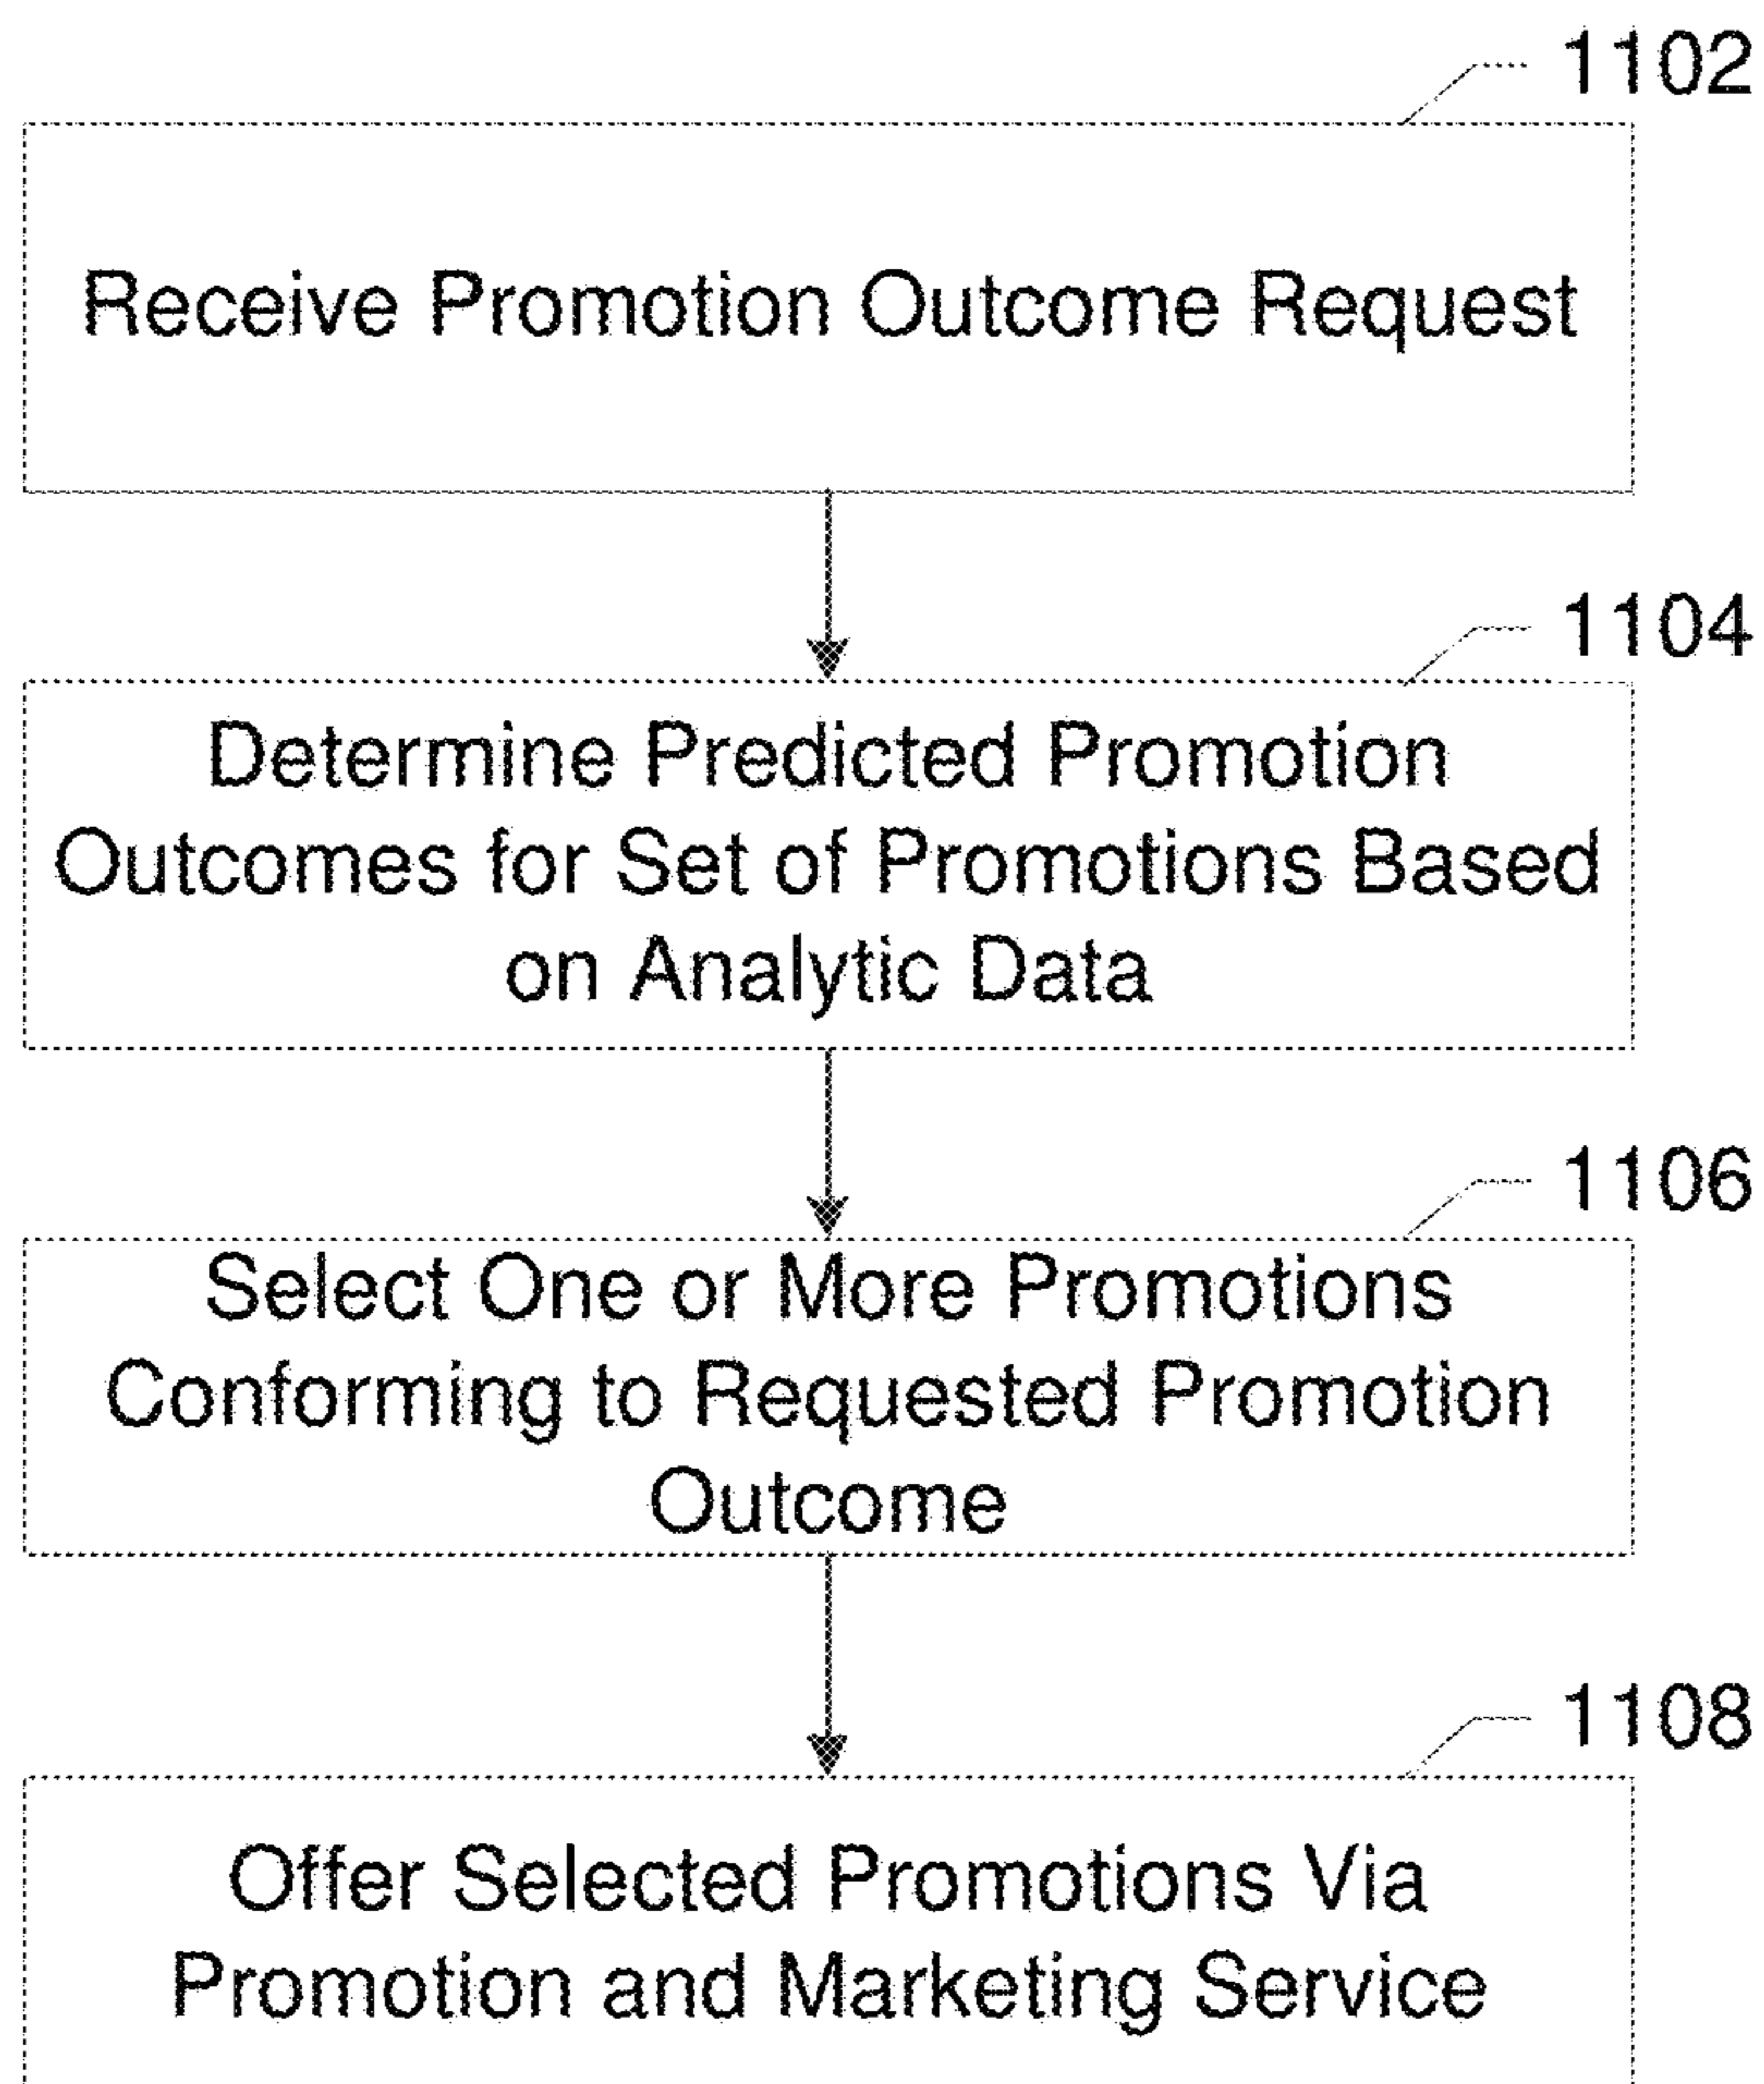 1102
Receive Promotion Outcome Request
1104
Determine Predicted Promotion
Outcomes for Set of Promotions Based
on Analytic Data
1106
Select One or More Promotions
Conforming to Requested Promotion
Outcome
1108
Offer Selected Promotions Via
Promotion and Marketing Service